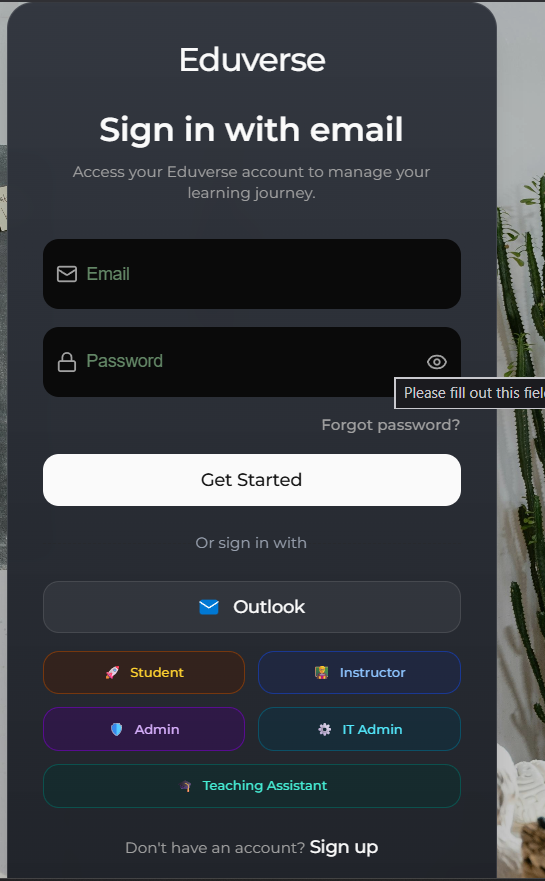 Eduverse
Sign in with email
Access your Eduverse account to manage your
learning journey.
Email
Password
Please fill out this
Forgot password?
Get Started
Or sign in with
Outlook
Student
Instructor
Admin
IT Admin
Teaching Assistant
Don't have an account? Sign up